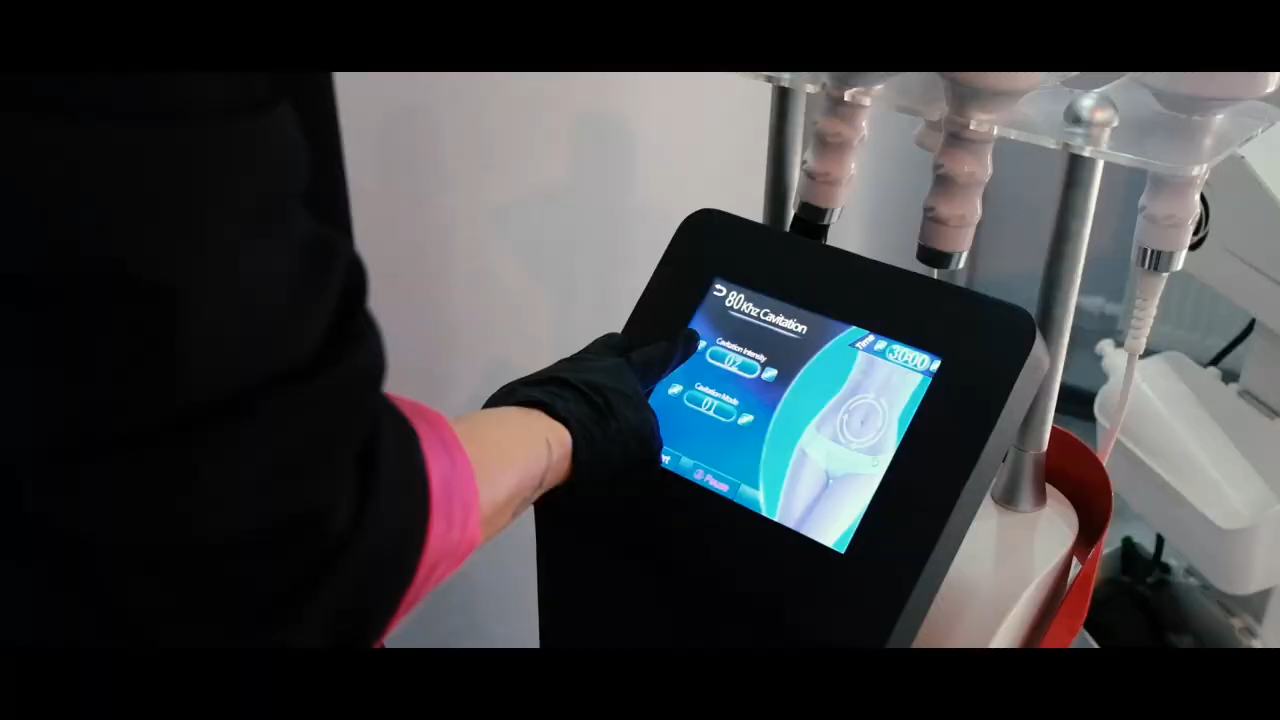 80 Khz Cavitation
Time
30:00
Cavitation Intensity
02
Cavitation Mode
01
Pause